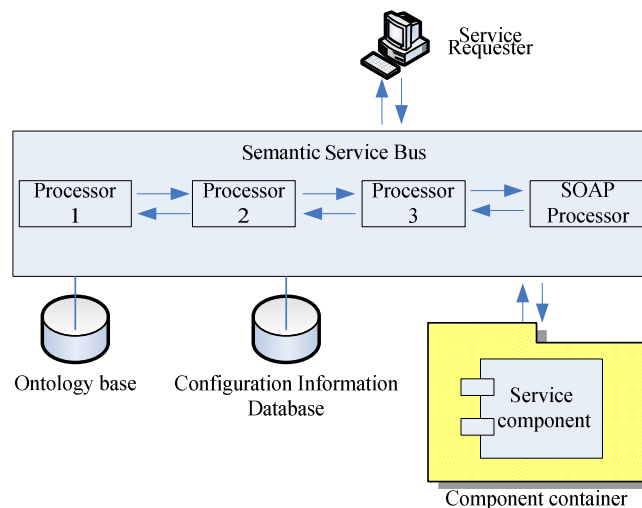 Service
Requester
Semantic Service Bus
Processor
1
Processor
2
Processor
3
SOAP
Processor
Ontology base
Configuration Information
Database
Service
component
Component container